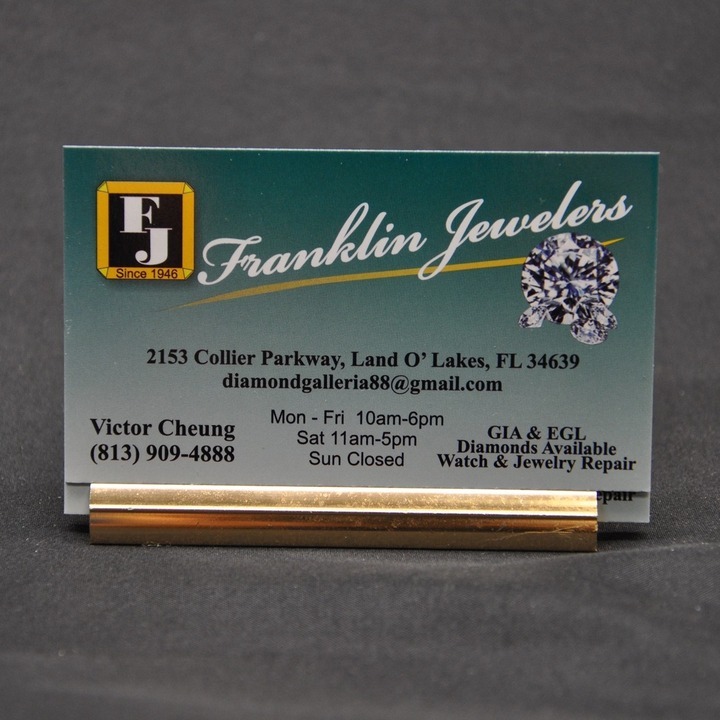 FJ
Since 1946
Franklin Jewelers
2153 Collier Parkway, Land O' Lakes, FL 34639
diamondgalleria88@gmail.com
Victor Cheung
(813) 909-4888
Mon - Fri 10am-6pm
Sat 11am-5pm
Sun Closed
GIA & EGL
Diamonds Available
Watch & Jewelry Repair
epair